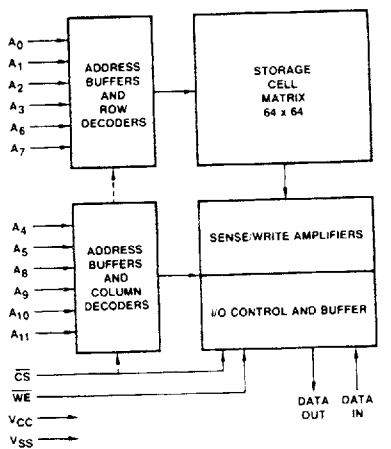 A0
A1
A2
A3
A6
A7
ADDRESS
BUFFERS
AND
ROW
DECODERS
STORAGE
CELL
MATRIX
64 x 64
A4
A5
A8
A9
A10
A11
ADDRESS
BUFFERS
AND
COLUMN
DECODERS
SENSE/WRITE AMPLIFIERS
I/O CONTROL AND BUFFER
CS
WE
VCC
VSS
DATA
OUT
DATA
IN